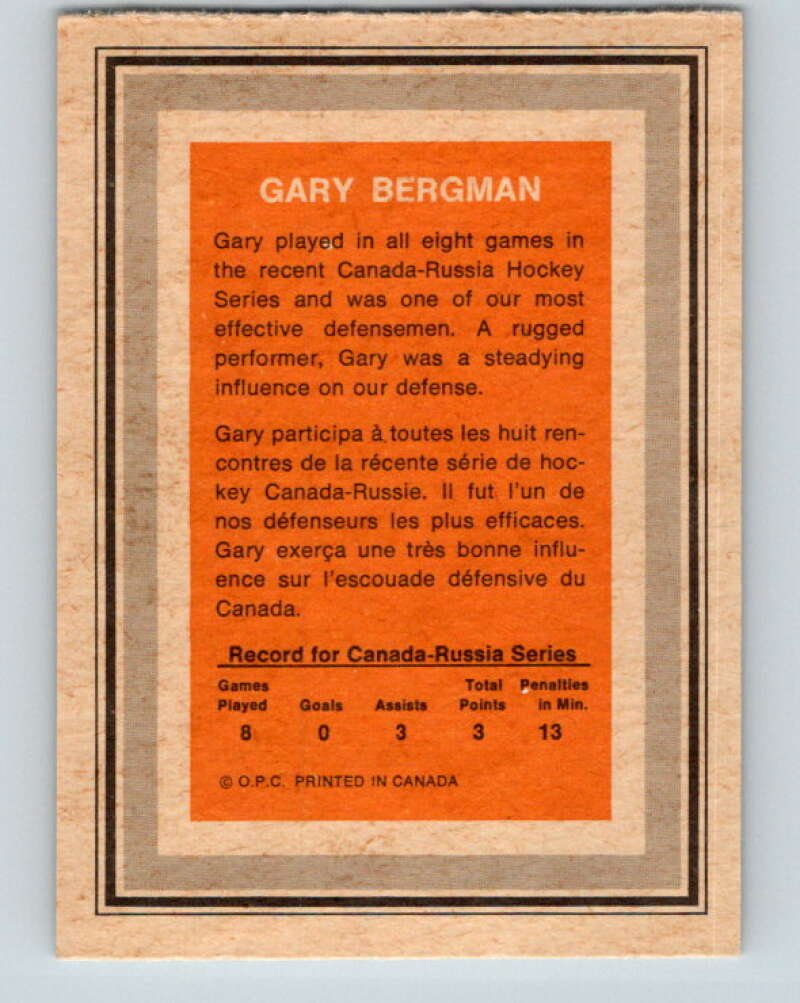 GARY BERGMAN
Gary played in all eight games in
the recent Canada-Russia Hockey
Series and was one of our most
effective defensemen. A rugged
performer, Gary was a steadying
influence on our defense.
Gary participa à toutes les huit ren-
contres de la récente série de hoc-
key Canada-Russie. Il fut l'un de
nos défenseurs les plus efficaces.
Gary exerça une très bonne influ-
ence sur l'escouade défensive du
Canada.
Record for Canada-Russia Series
Games Total Penalties
Played Goals Assists Points in Min.
8 0 3 3 13
© O.P.C. PRINTED IN CANADA